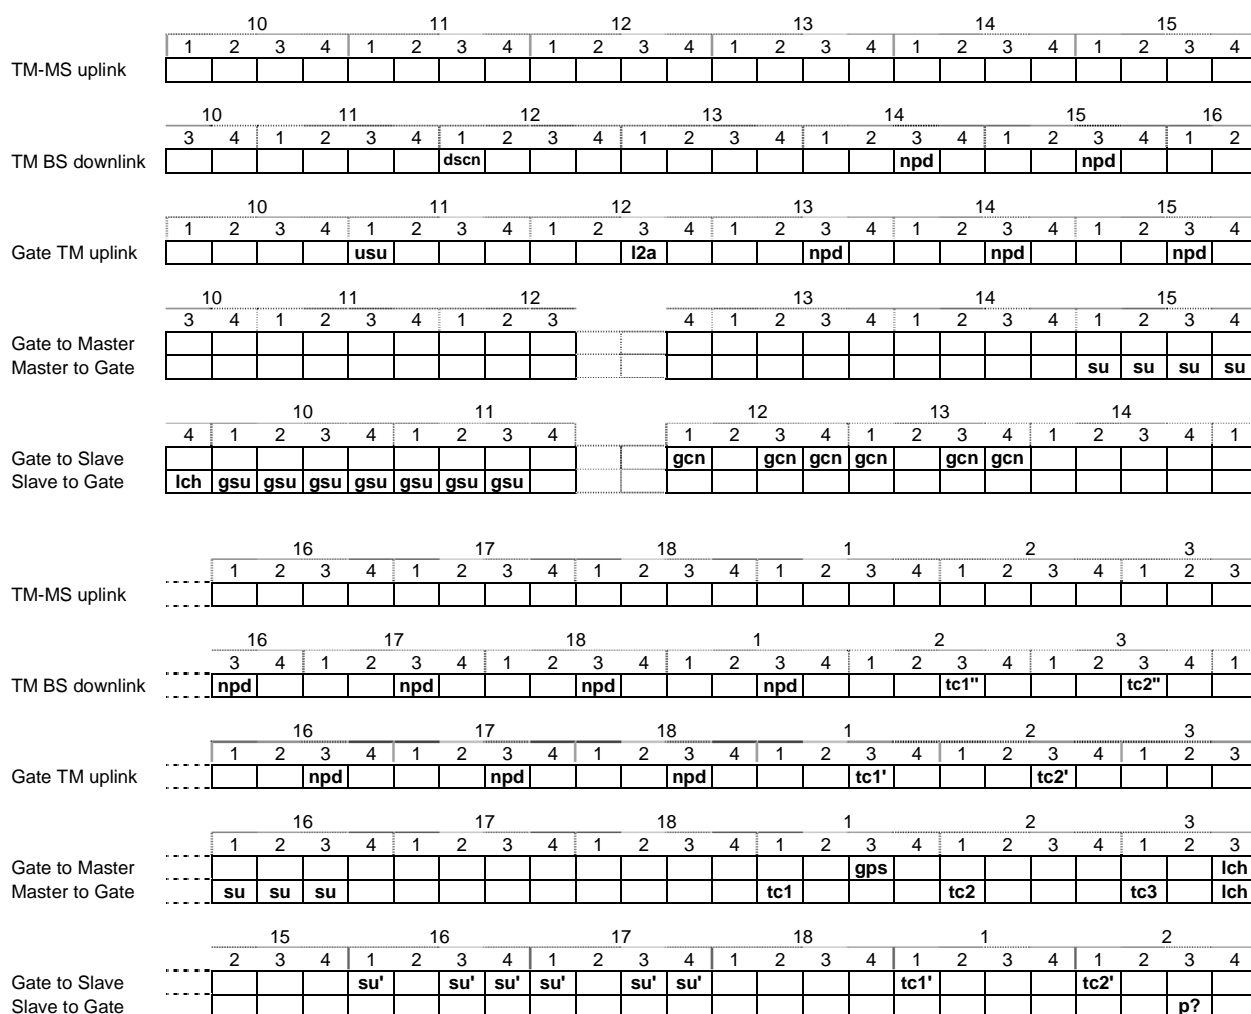 10 11 12 13 14 15
1 2 3 4 1 2 3 4 1 2 3 4 1 2 3 4 1 2 3 4 1 2 3 4
TM-MS uplink
10 11 12 13 14 15 16
3 4 1 2 3 4 1 2 3 4 1 2 3 4 1 2 3 4 1 2 3 4 1 2
TM BS downlink dscn npd npd
10 11 12 13 14 15
1 2 3 4 1 2 3 4 1 2 3 4 1 2 3 4 1 2 3 4 1 2 3 4
Gate TM uplink usu l2a npd npd npd
10 11 12 13 14 15
3 4 1 2 3 4 1 2 3 4 1 2 3 4 1 2 3 4 1 2 3 4
Gate to Master
Master to Gate su su su su
10 11 12 13 14
4 1 2 3 4 1 2 3 4 1 2 3 4 1 2 3 4 1 2 3 4 1
Gate to Slave gcn gcn gcn gcn gcn gcn
Slave to Gate lch gsu gsu gsu gsu gsu gsu gsu
16 17 18 1 2 3
1 2 3 4 1 2 3 4 1 2 3 4 1 2 3 4 1 2 3 4 1 2 3
TM-MS uplink
16 17 18 1 2 3
3 4 1 2 3 4 1 2 3 4 1 2 3 4 1 2 3 4 1 2 3 4 1
TM BS downlink npd npd npd npd tc1" tc2"
16 17 18 1 2 3
1 2 3 4 1 2 3 4 1 2 3 4 1 2 3 4 1 2 3 4 1 2 3
Gate TM uplink npd npd npd tc1' tc2'
16 17 18 1 2 3
1 2 3 4 1 2 3 4 1 2 3 4 1 2 3 4 1 2 3 4 1 2 3
Gate to Master gps lch
Master to Gate su su su tc1 tc2 tc3 lch
15 16 17 18 1 2
2 3 4 1 2 3 4 1 2 3 4 1 2 3 4 1 2 3 4 1 2 3 4
Gate to Slave su' su' su' su' su' su' tc1' tc2'
Slave to Gate p?